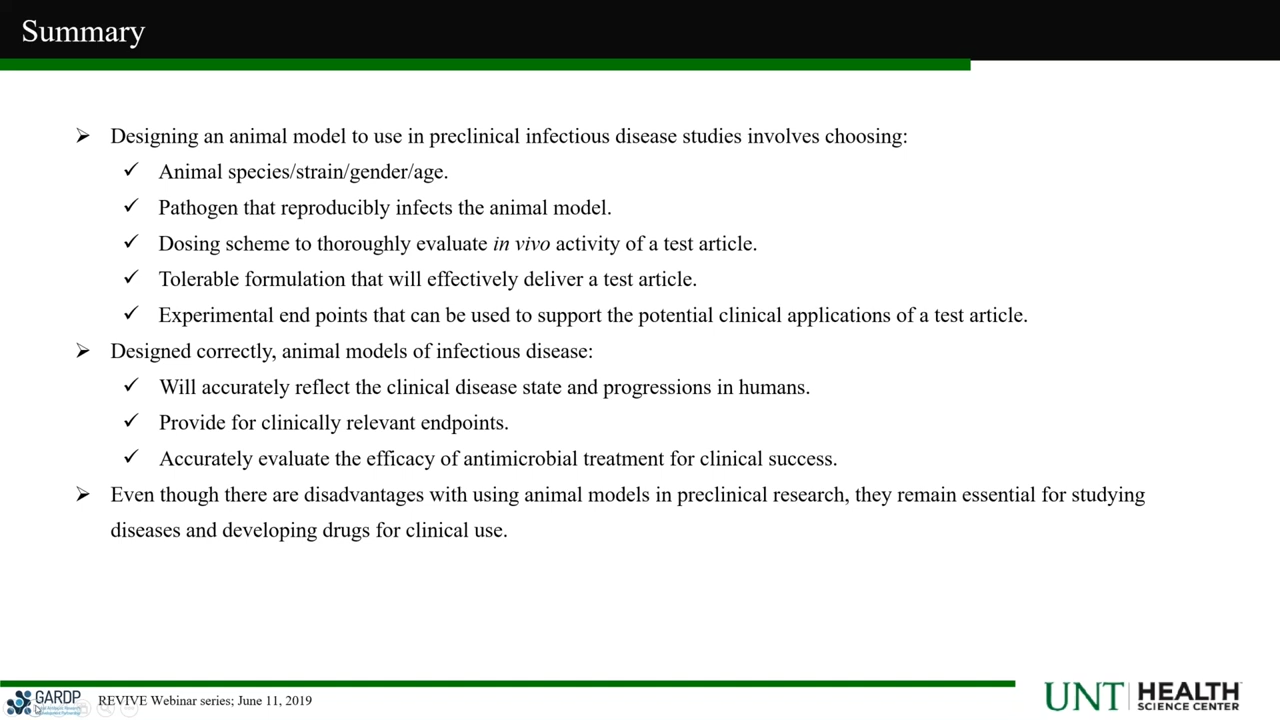 Summary
Designing an animal model to use in preclinical infectious disease studies involves choosing:
Animal species/strain/gender/age.
Pathogen that reproducibly infects the animal model.
Dosing scheme to thoroughly evaluate in vivo activity of a test article.
Tolerable formulation that will effectively deliver a test article.
Experimental end points that can be used to support the potential clinical applications of a test article.
Designed correctly, animal models of infectious disease:
Will accurately reflect the clinical disease state and progressions in humans.
Provide for clinically relevant endpoints.
Accurately evaluate the efficacy of antimicrobial treatment for clinical success.
Even though there are disadvantages with using animal models in preclinical research, they remain essential for studying
diseases and developing drugs for clinical use.
GARDP
REVIVE Webinar series; June 11, 2019
UNT HEALTH
SCIENCE CENTER